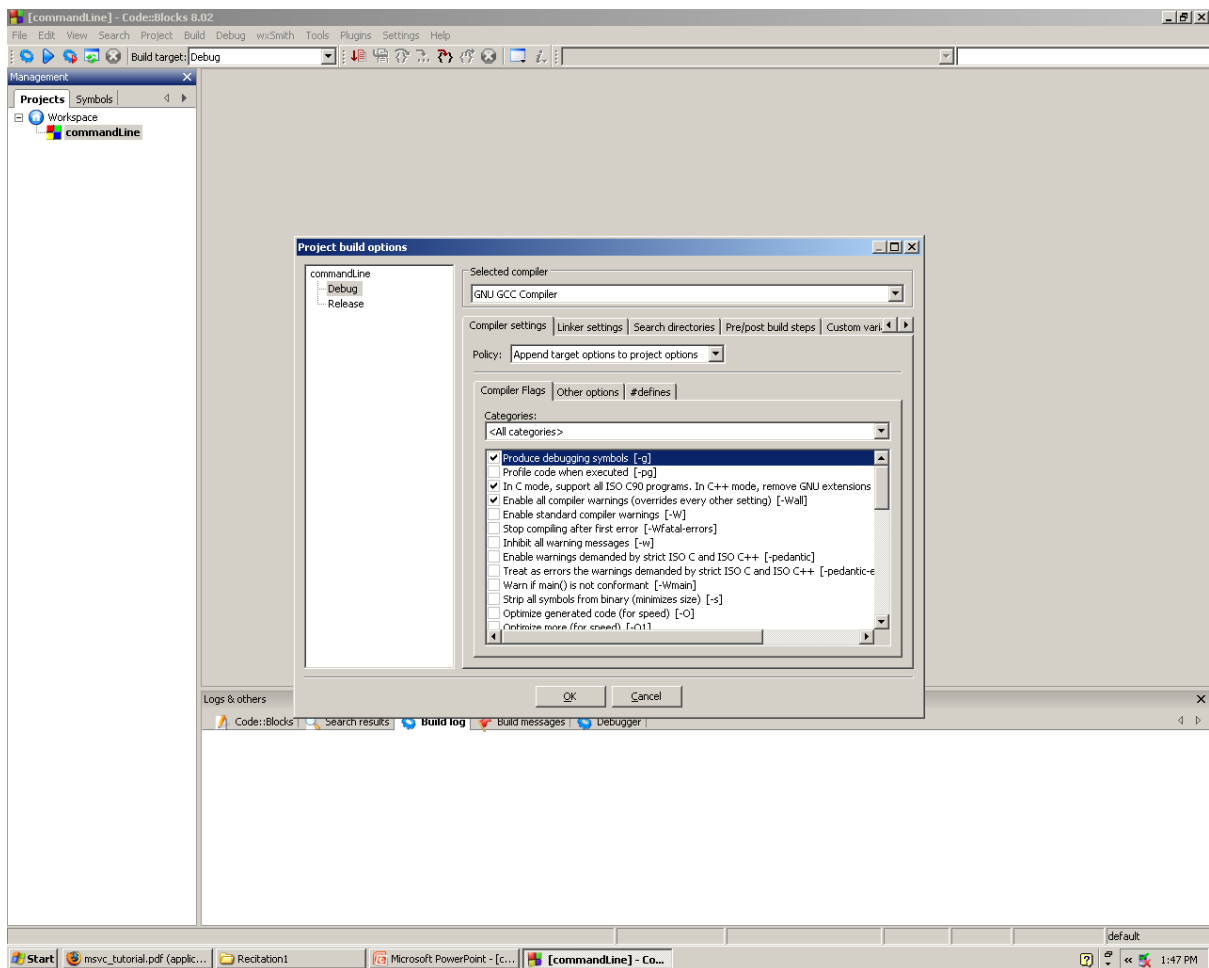 [commandLine] - Code::Blocks 8.02
File Edit View Search Project Build Debug wxSmith Tools Plugins Settings Help
Build target: Debug
Management
Projects Symbols
Workspace
commandLine
Project build options
commandLine
Debug
Release
Selected compiler
GNU GCC Compiler
Compiler settings Linker settings Search directories Pre/post build steps Custom vari
Policy: Append target options to project options
Compiler Flags Other options #defines
Categories:
<All categories>
Produce debugging symbols [-g]
Profile code when executed [-pg]
In C mode, support all ISO C90 programs. In C++ mode, remove GNU extensions
Enable all compiler warnings (overrides every other setting) [-Wall]
Enable standard compiler warnings [-W]
Stop compiling after first error [-Wfatal-errors]
Inhibit all warning messages [-w]
Enable warnings demanded by strict ISO C and ISO C++ [-pedantic]
Treat as errors the warnings demanded by strict ISO C and ISO C++ [-pedantic-e
Warn if main() is not conformant [-Wmain]
Strip all symbols from binary (minimizes size) [-s]
Optimize generated code (for speed) [-O]
Optimize more (for speed) [-O1]
OK Cancel
Logs & others
Code::Blocks Search results Build log Build messages Debugger
default
Start msvc_tutorial.pdf (applic... Recitation1 Microsoft PowerPoint - [c... [commandLine] - Co... 1:47 PM